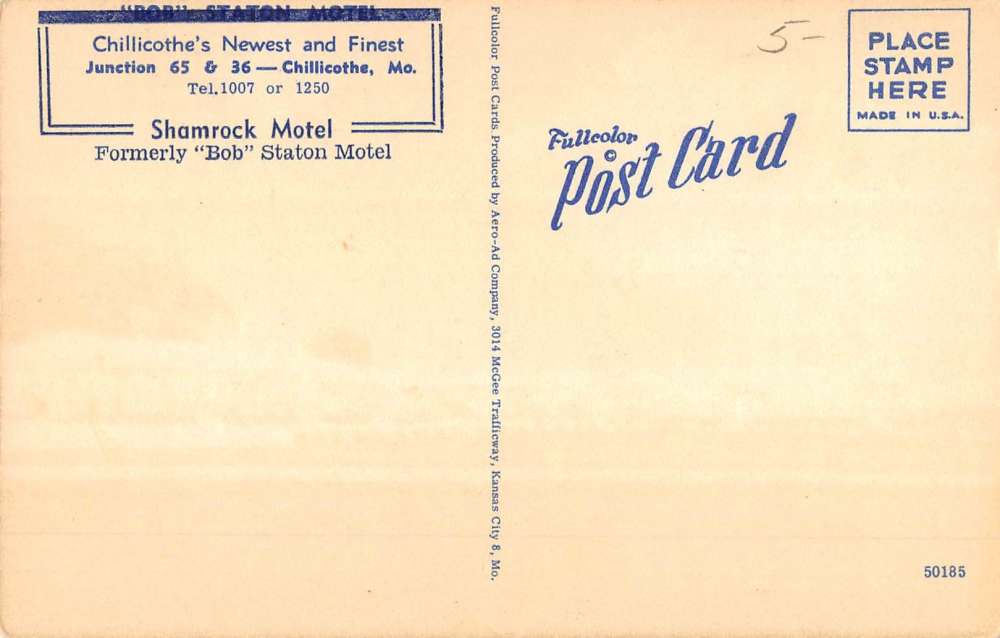 "BOB" STATON MOTEL
Chillicothe's Newest and Finest
Junction 65 & 36 — Chillicothe, Mo.
Tel.1007 or 1250
Shamrock Motel
Formerly "Bob" Staton Motel
Fullcolor Post Cards Produced by Aero-Ad Company, 3014 McGee Trafficway, Kansas City 8, Mo.
5-
Fullcolor
©
Post Card
PLACE
STAMP
HERE
MADE IN U.S.A.
50185